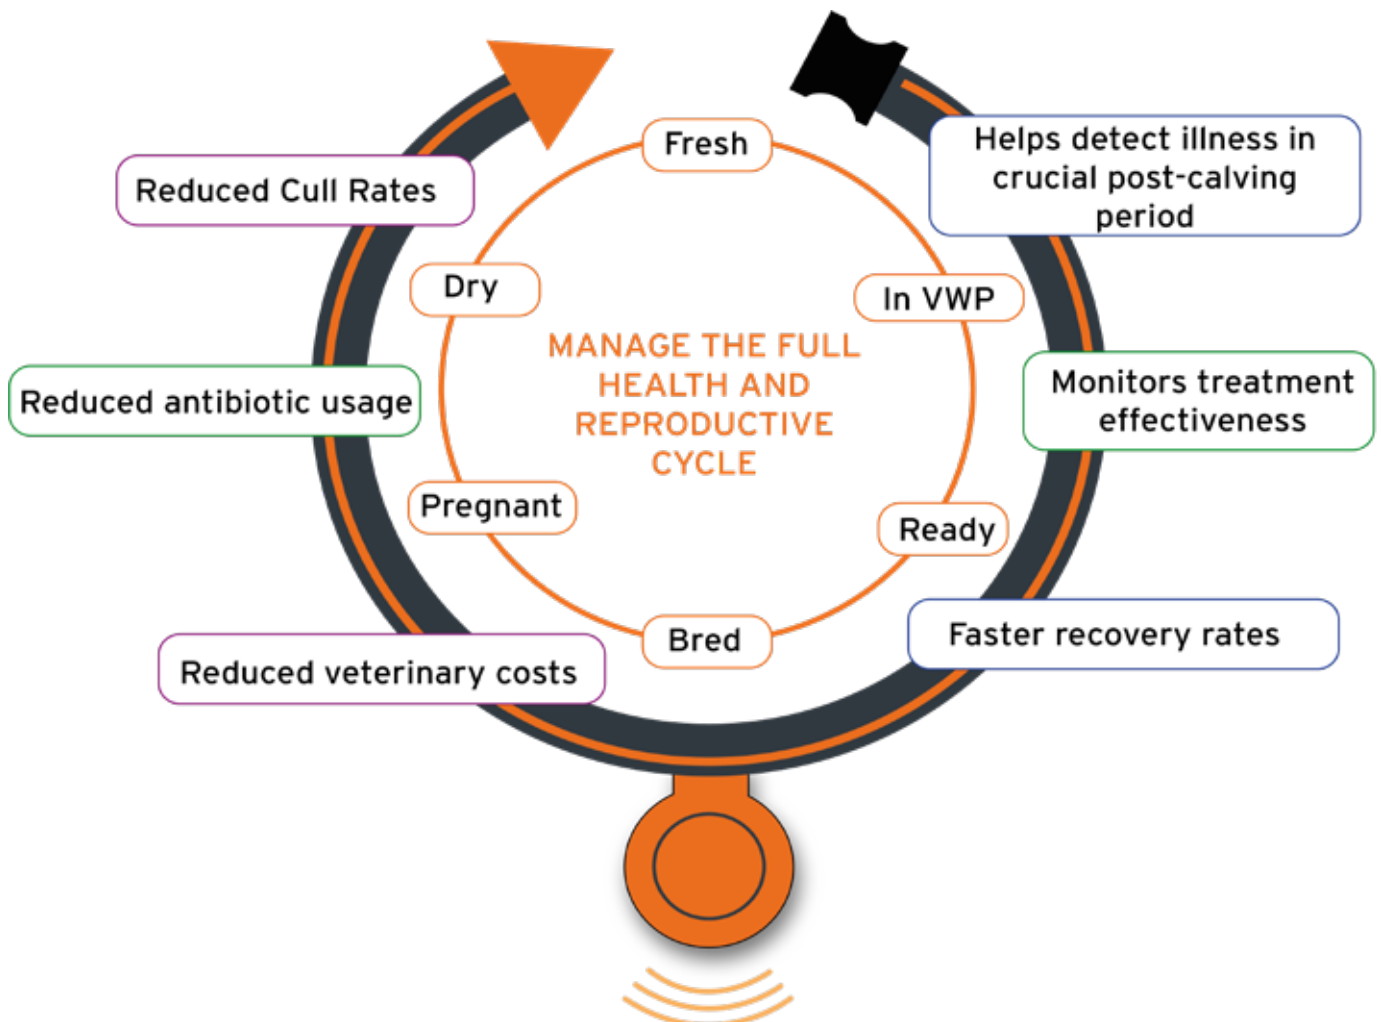 Fresh
Helps detect illness in
crucial post-calving
period
Reduced Cull Rates
Dry
In VWP
MANAGE THE FULL
HEALTH AND
REPRODUCTIVE
CYCLE
Monitors treatment
effectiveness
Reduced antibiotic usage
Pregnant
Ready
Bred
Faster recovery rates
Reduced veterinary costs